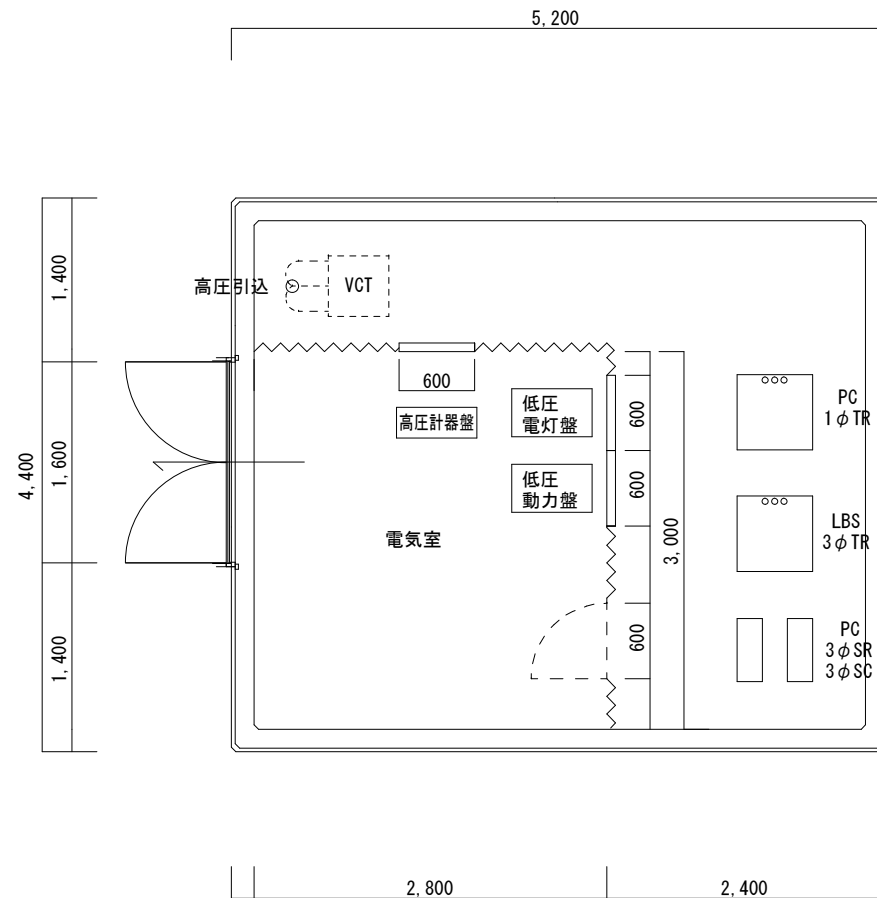 5,200
1,400
高圧引込
VCT
600
高圧計器盤
低圧
電灯盤
600
PC
1φTR
4,400
1,600
低圧
動力盤
600
電気室
3,000
LBS
3φTR
1,400
600
PC
3φSR
3φSC
2,800
2,400